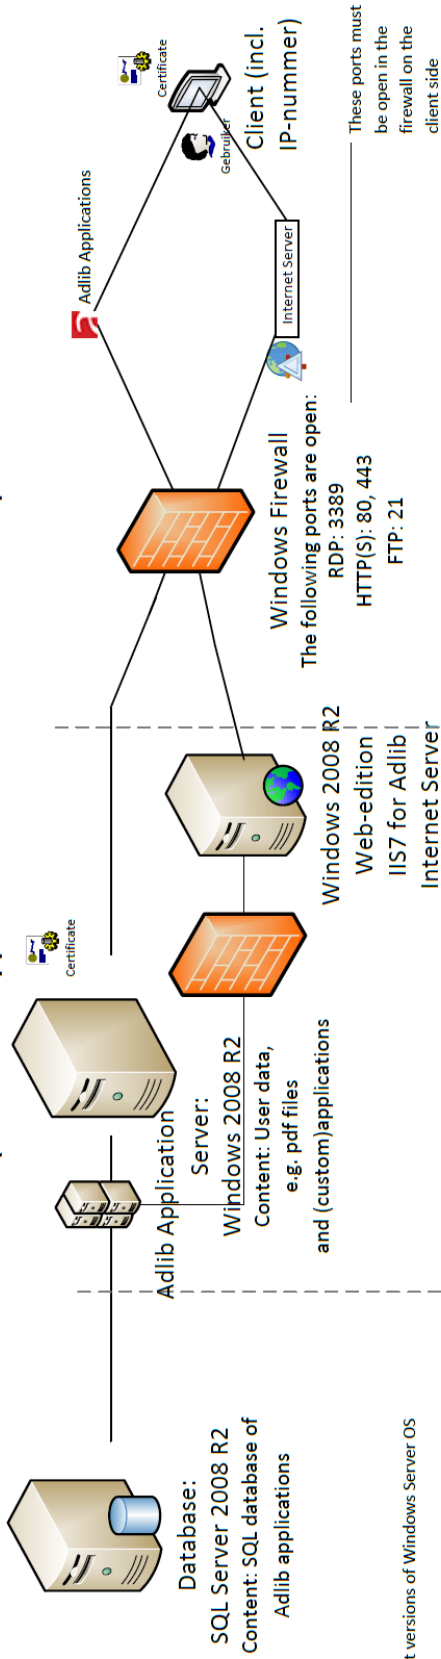 Database:
SQL Server 2008 R2
Content: SQL database of
Adlib applications
Adlib Application
Server:
Windows 2008 R2
Content: User data,
e.g. pdf files
and (custom)applications
Certificate
Windows 2008 R2
Web-edition
IIS7 for Adlib
Internet Server
Windows Firewall
The following ports are open:
RDP: 3389
HTTP(S): 80, 443
FTP: 21
Adlib Applications
Internet Server
Certificate
Gebruiker
Client (incl.
IP-nummer)
These ports must
be open in the
firewall on the
client side
t versions of Windows Server OS